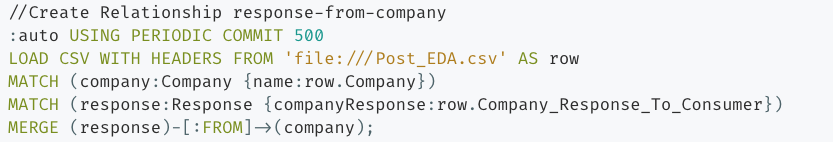 //Create Relationship response-from-company
:auto USING PERIODIC COMMIT 500
LOAD CSV WITH HEADERS FROM 'file:///Post_EDA.csv' AS row
MATCH (company:Company {name:row.Company})
MATCH (response:Response {companyResponse:row.Company_Response_To_Consumer})
MERGE (response)-[:FROM]->(company);